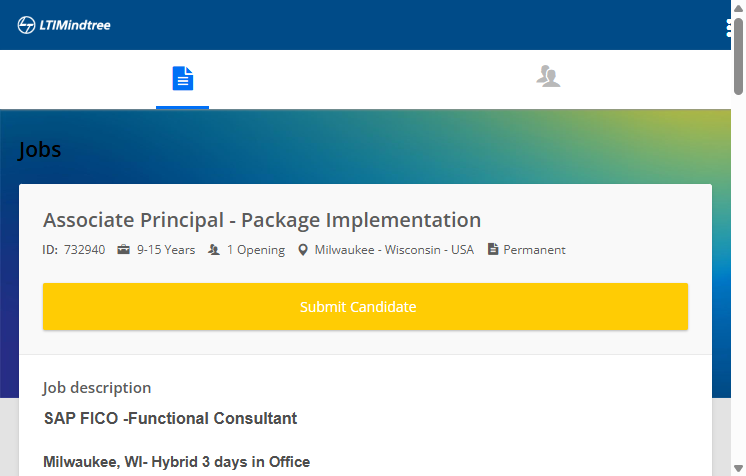 LTIMindtree
Jobs
Associate Principal - Package Implementation
ID: 732940 9-15 Years 1 Opening Milwaukee - Wisconsin - USA Permanent
Submit Candidate
Job description
SAP FICO -Functional Consultant
Milwaukee, WI- Hybrid 3 days in Office